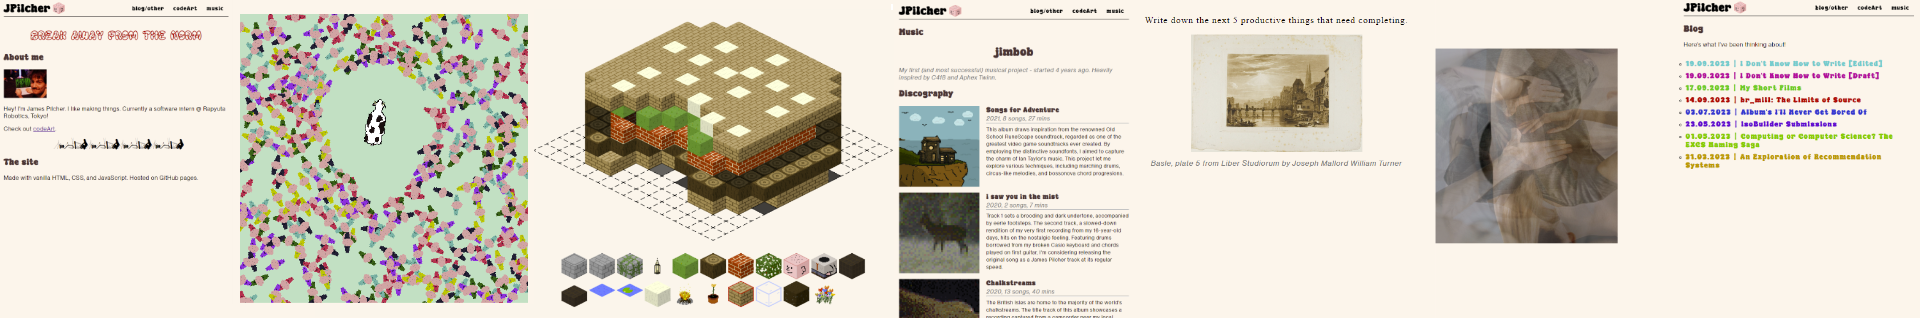 JPilcher
blog/other codeArt music
BREAK AWAY FROM THE NORM
About me
Hey! I'm James Pilcher. I like making things. Currently a software intern @ Rapyuta
Robotics, Tokyo!
Check out codeArt.
The site
Made with vanilla HTML, CSS, and JavaScript. Hosted on GitHub pages.
JPilcher
blog/other codeArt music
Music
jimbob
My first (and most successful) musical project - started 4 years ago. Heavily
inspired by C418 and Aphex Twinn.
Discography
Songs for Adventure
2021, 8 songs, 27 mins
This album draws inspiration from the renowned Old
School RuneScape soundtrack, regarded as one of the
greatest video game soundtracks ever created. By
employing the distinctive soundfonts, I aimed to capture
the charm of Ian Taylor's music. This project let me
explore various techniques, including marching drums,
circus-like melodies, and bossonova chord progressions.
I saw you in the mist
2020, 2 songs, 7 mins
Track 1 sets a brooding and dark undertone, accompanied
by eerie footsteps. The second track, a slowed-down
rendition of my very first recording from my 16-year-old
days, hits on the nostalgic feeling. Featuring drums
borrowed from my broken Casio keyboard and chords
played on first guitar. I'm considering releasing the
original song as a James Pilcher track at its regular
speed.
Chalkstreams
2020, 13 songs, 40 mins
The British Isles are home to the majority of the world's
chalkstreams. The title track of this album showcases a
recording captured from a camcorder near my local
Write down the next 5 productive things that need completing.
Basle, plate 5 from Liber Studiorum by Joseph Mallord William Turner
JPilcher
blog/other codeArt music
Blog
Here's what I've been thinking about!
19.09.2023 | I Don't Know How to Write [Edited]
19.09.2023 | I Don't Know How to Write [Draft]
17.09.2023 | My Short Films
14.09.2023 | br_mill: The Limits of Source
03.07.2023 | Album's I'll Never Get Bored Of
23.05.2023 | isoBuilder Submissions
01.05.2023 | Computing or Computer Science? The
EXCS Naming Saga
21.02.2023 | An Exploration of Recommendation
Systems